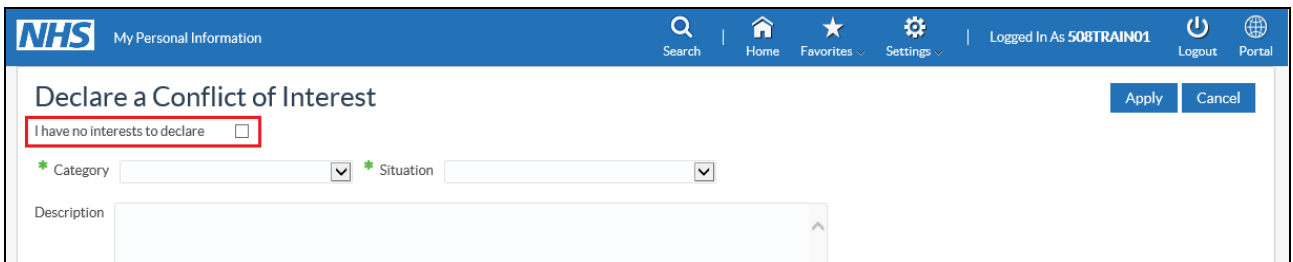 NHS My Personal Information
Search Home Favorites Settings Logged In As 508TRAIN01 Logout Portal
Declare a Conflict of Interest
Apply Cancel
I have no interests to declare
* Category * Situation
Description